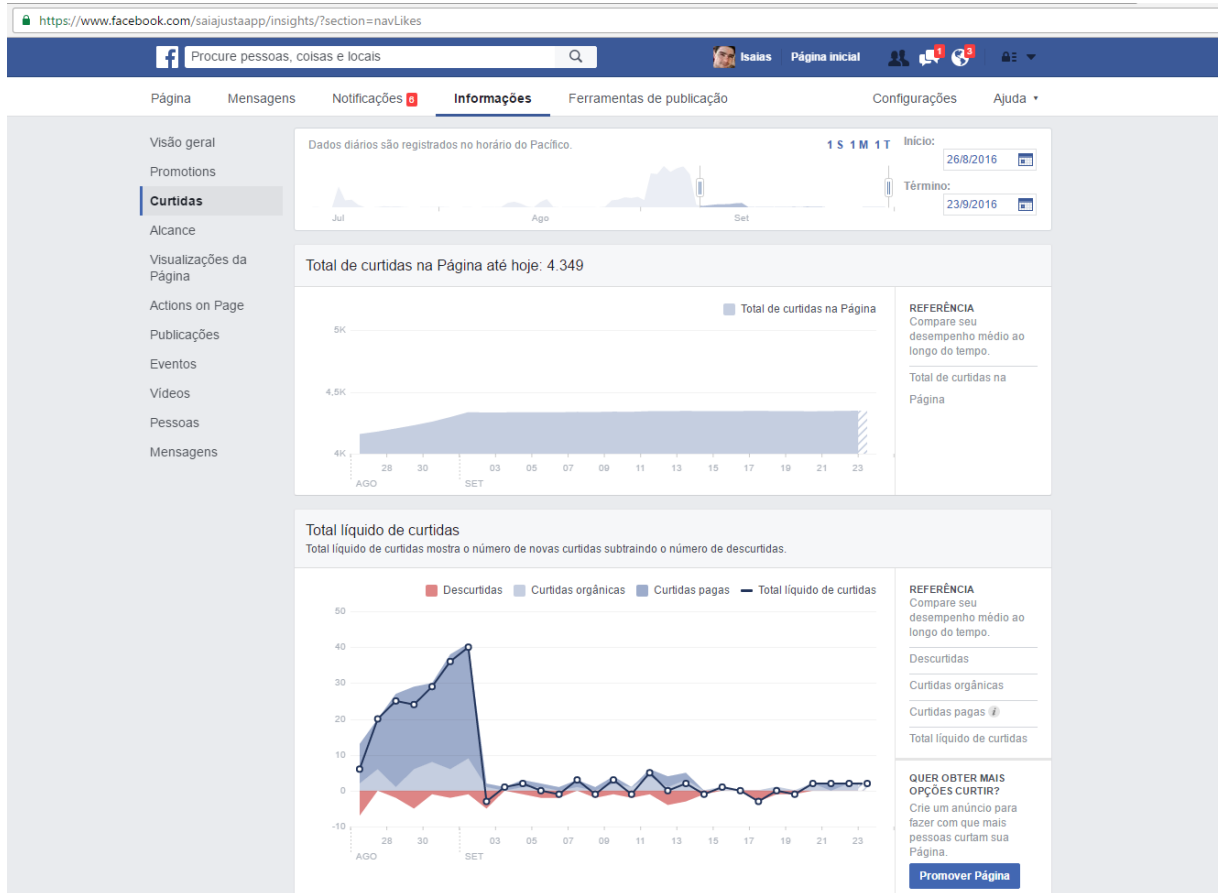 https://www.facebook.com/saiajustaapp/insights/?section=navLikes
f Procure pessoas, coisas e locais Isaias Página inicial 1 3
Página Mensagens Notificações 6 Informações Ferramentas de publicação Configurações Ajuda
Visão geral
Promotions
Curtidas
Alcance
Visualizações da
Página
Actions on Page
Publicações
Eventos
Vídeos
Pessoas
Mensagens
Dados diários são registrados no horário do Pacífico. 1 S 1 M 1 T
Início:
26/8/2016
Término:
23/9/2016
Jul Ago Set
Total de curtidas na Página até hoje: 4.349
Total de curtidas na Página
5K
4,5K
4K
28 30 03 05 07 09 11 13 15 17 19 21 23
AGO SET
REFERÊNCIA
Compare seu
desempenho médio ao
longo do tempo.
Total de curtidas na
Página
Total líquido de curtidas
Total líquido de curtidas mostra o número de novas curtidas subtraindo o número de descurtidas.
Descurtidas Curtidas orgânicas Curtidas pagas Total líquido de curtidas
50
40
30
20
10
0
-10
28 30 03 05 07 09 11 13 15 17 19 21 23
AGO SET
REFERÊNCIA
Compare seu
desempenho médio ao
longo do tempo.
Descurtidas
Curtidas orgânicas
Curtidas pagas i
Total líquido de curtidas
QUER OBTER MAIS
OPÇÕES CURTIR?
Crie um anúncio para
fazer com que mais
pessoas curtam sua
Página.
Promover Página